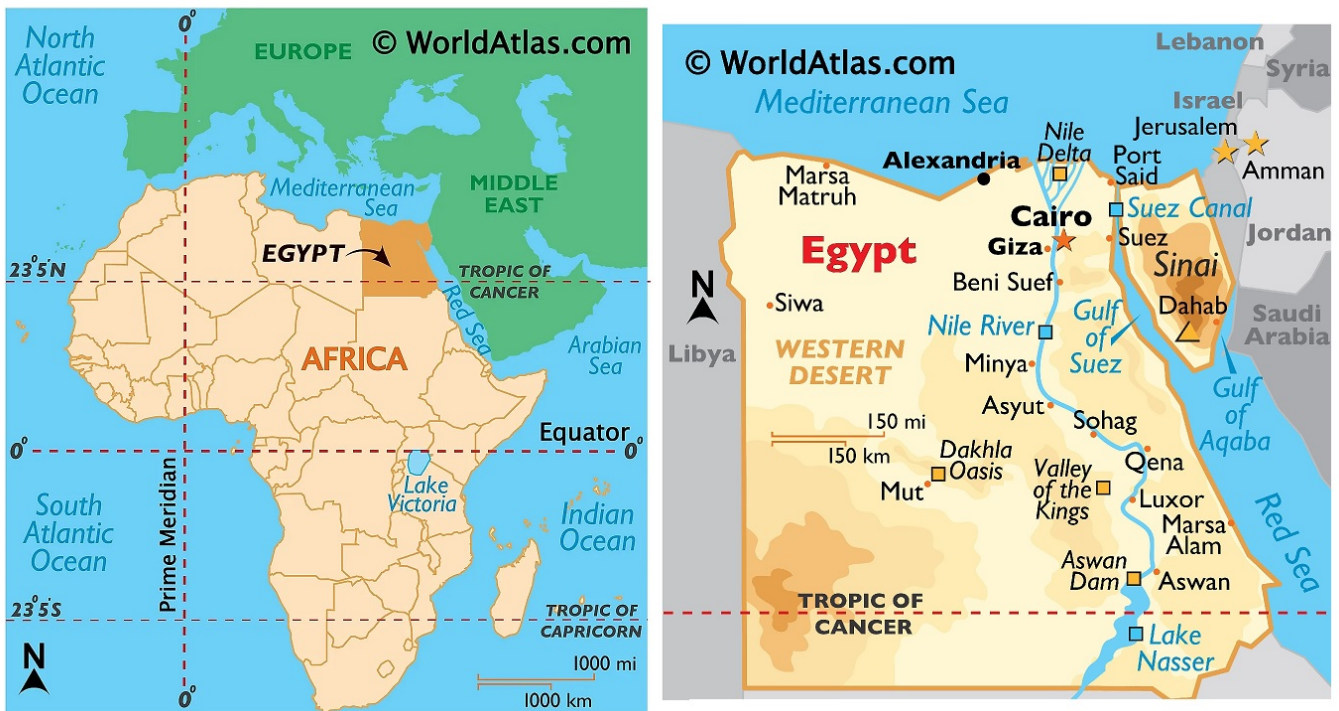 0°
North
Atlantic
Ocean
EUROPE
© WorldAtlas.com
Mediterranean
Sea
MIDDLE
EAST
EGYPT
23°5'N
TROPIC OF
CANCER
Red Sea
Arabian
Sea
AFRICA
Equator
0°
0°
Lake
Victoria
South
Atlantic
Ocean
Prime Meridian
Indian
Ocean
23°5'S
TROPIC OF
CAPRICORN
N
1000 mi
1000 km
0°
© WorldAtlas.com
Mediterranean Sea
Lebanon
Syria
Israel
Jerusalem
Amman
Jordan
Saudi
Arabia
Nile
Delta
Alexandria
Port
Said
Marsa
Matruh
Suez Canal
Cairo
Giza
Suez
Egypt
Sinai
Beni Suef
N
Siwa
Dahab
Nile River
Gulf
of
Suez
Libya
WESTERN
DESERT
Minya
Gulf
of
Aqaba
Asyut
Sohag
150 mi
150 km
Dakhla
Oasis
Mut
Qena
Valley
of the
Kings
Luxor
Marsa
Alam
Red Sea
Aswan
Dam
Aswan
TROPIC OF
CANCER
Lake
Nasser